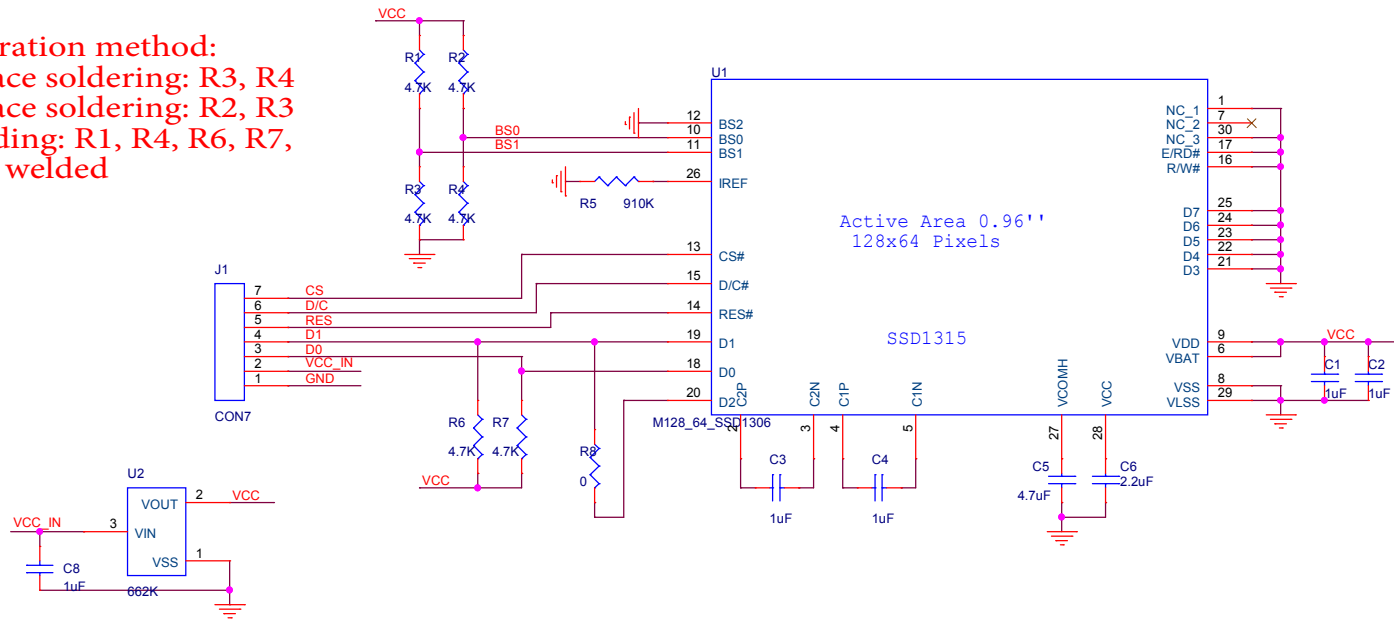 ration method:
ace soldering: R3, R4
ace soldering: R2, R3
ding: R1, R4, R6, R7,
welded
VCC
R1
4.7K
R2
4.7K
R3
4.7K
R4
4.7K
BS0
BS1
R5 910K
U1
12 BS2
10 BS0
11 BS1
26 IREF
13 CS#
15 D/C#
14 RES#
19 D1
18 D0
20 D2
Active Area 0.96''
128x64 Pixels
SSD1315
M128_64_SSD1306
NC_1 1
NC_2 7
NC_3 30
E/RD# 17
R/W# 16
D7 25
D6 24
D5 23
D4 22
D3 21
VDD 9
VBAT 6
VSS 8
VLSS 29
VCC
C1
1uF
C2
1uF
C2P 2
C2N 3
C1P 4
C1N 5
VCOMH 27
VCC 28
C3
1uF
C4
1uF
C5
4.7uF
C6
2.2uF
J1
7 CS
6 D/C
5 RES
4 D1
3 D0
2 VCC_IN
1 GND
CON7
R6
4.7K
R7
4.7K
R8
0
VCC
U2
VOUT 2 VCC
VCC_IN 3 VIN
VSS 1
662K
C8
1uF